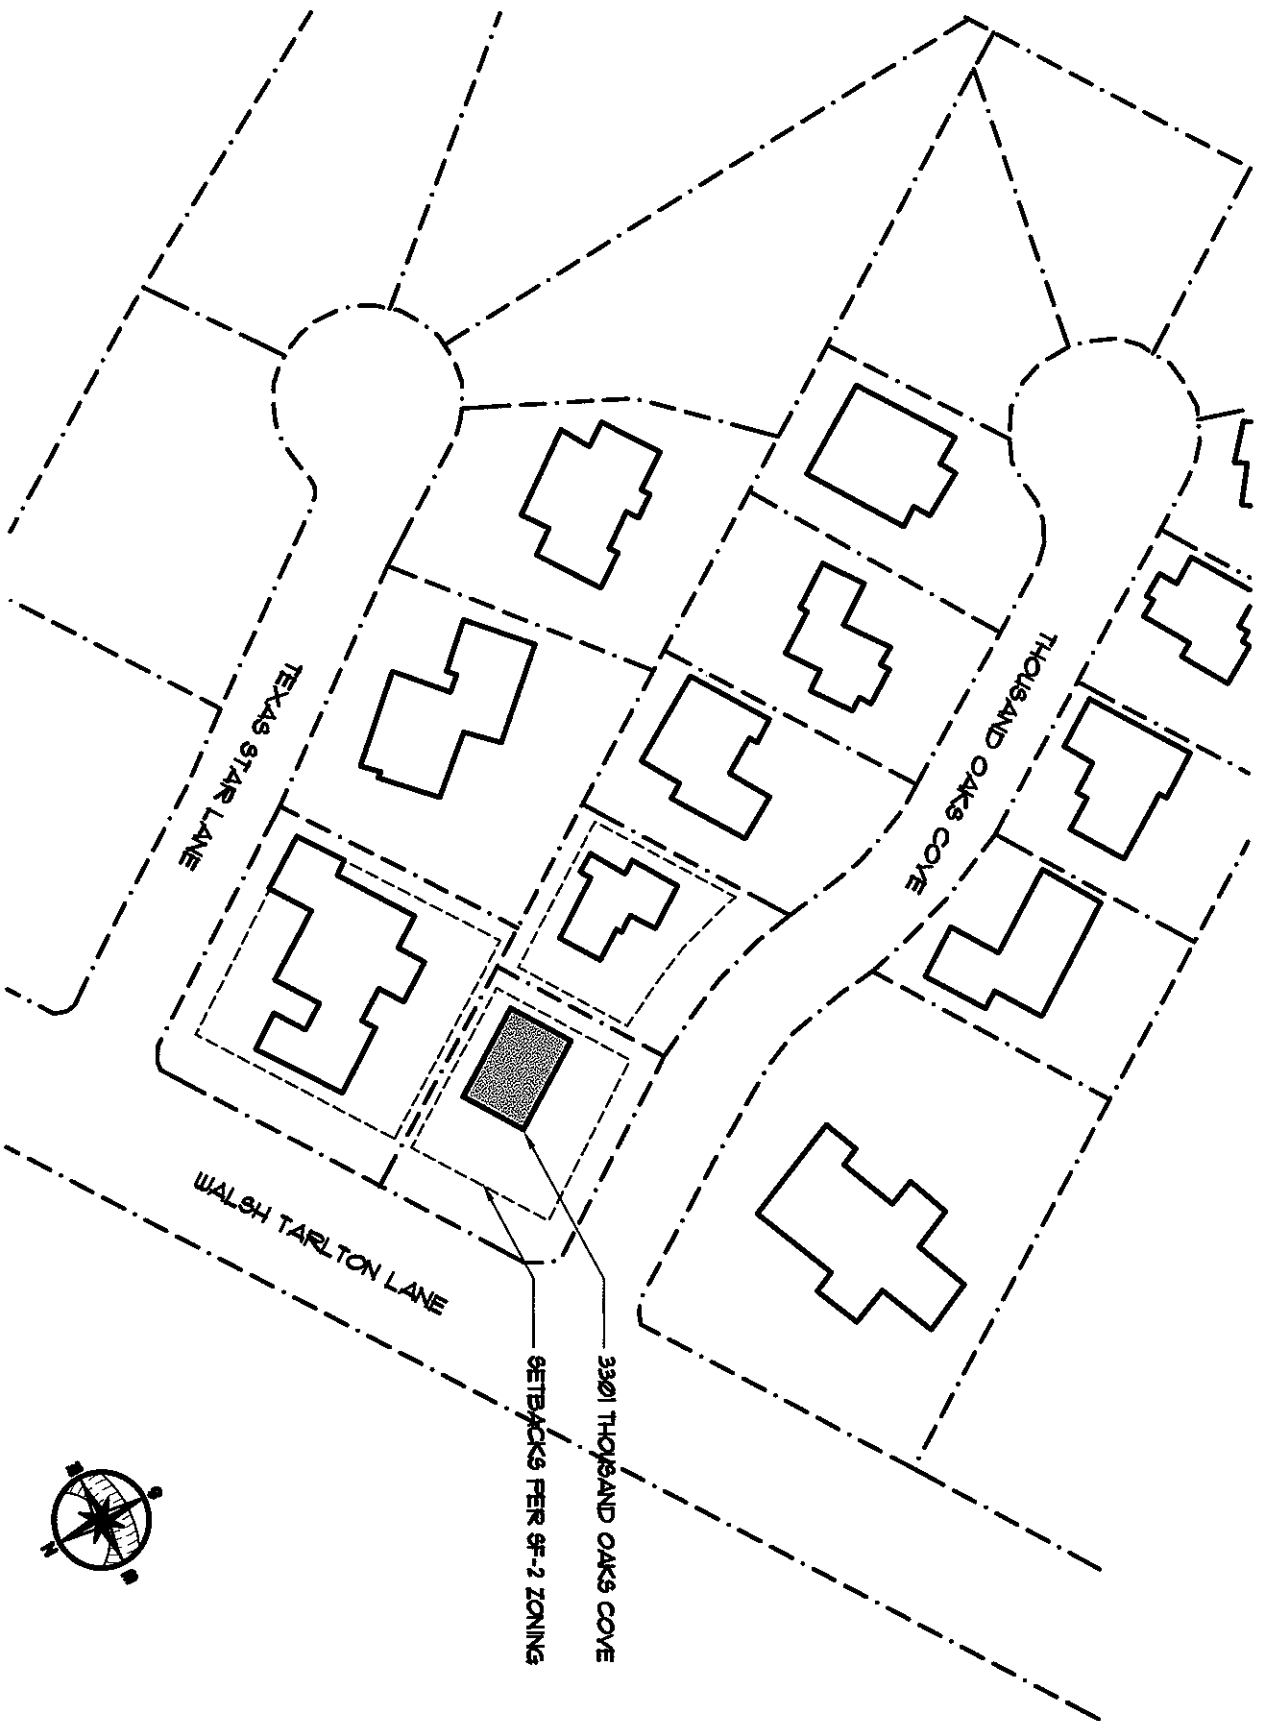 THOUSAND OAKS COVE
TEXAS STAR LANE
WALSH TARLTON LANE
3301 THOUSAND OAKS COVE
SETBACKS PER SF-2 ZONING
S
N